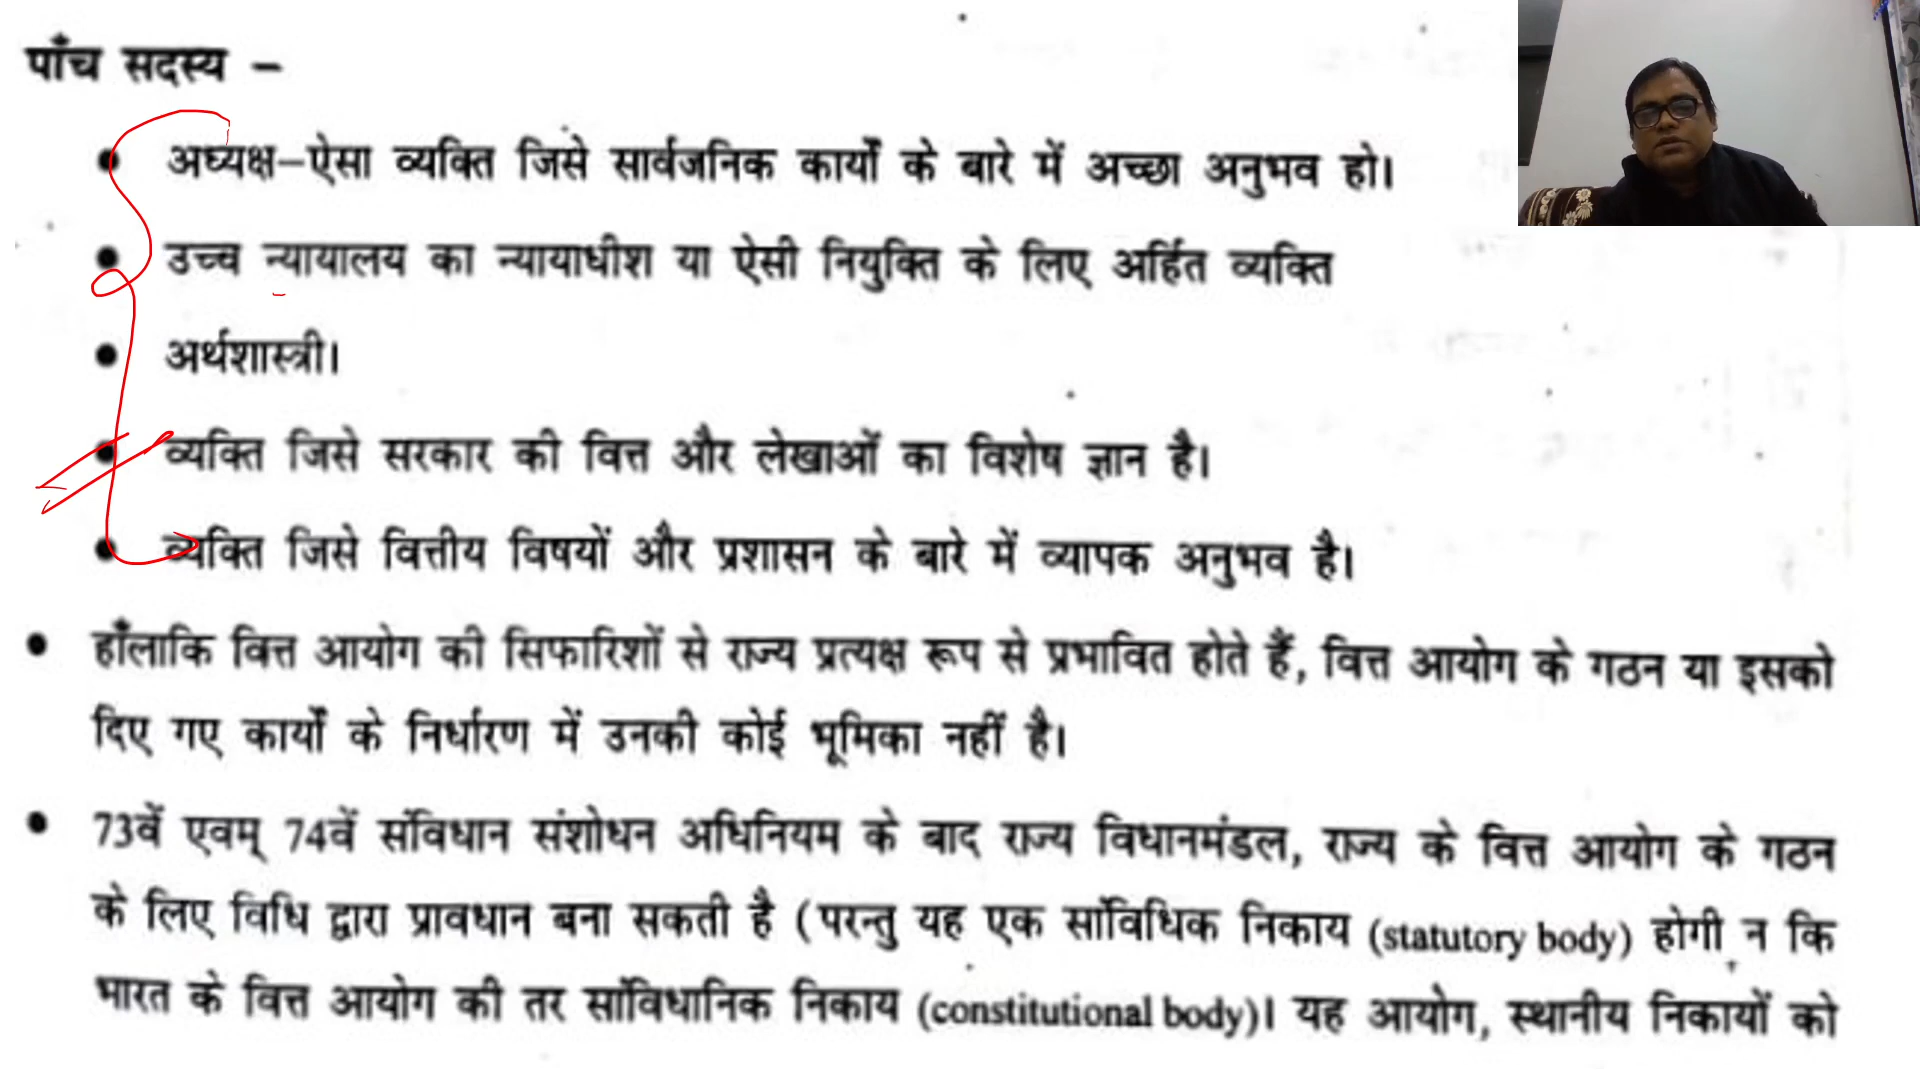 पाँच सदस्य –
• अध्यक्ष–ऐसा व्यक्ति जिसे सार्वजनिक कार्यों के बारे में अच्छा अनुभव हो।
• उच्च न्यायालय का न्यायाधीश या ऐसी नियुक्ति के लिए अर्हित व्यक्ति
• अर्थशास्त्री।
• व्यक्ति जिसे सरकार की वित्त और लेखाओं का विशेष ज्ञान है।
• व्यक्ति जिसे वित्तीय विषयों और प्रशासन के बारे में व्यापक अनुभव है।
• हाँलाकि वित्त आयोग की सिफारिशों से राज्य प्रत्यक्ष रूप से प्रभावित होते हैं, वित्त आयोग के गठन या इसको
दिए गए कार्यों के निर्धारण में उनकी कोई भूमिका नहीं है।
• 73वें एवम् 74वें संविधान संशोधन अधिनियम के बाद राज्य विधानमंडल, राज्य के वित्त आयोग के गठन
के लिए विधि द्वारा प्रावधान बना सकती है (परन्तु यह एक सांविधिक निकाय (statutory body) होगी न कि
भारत के वित्त आयोग की तर सांविधानिक निकाय (constitutional body)। यह आयोग, स्थानीय निकायों को